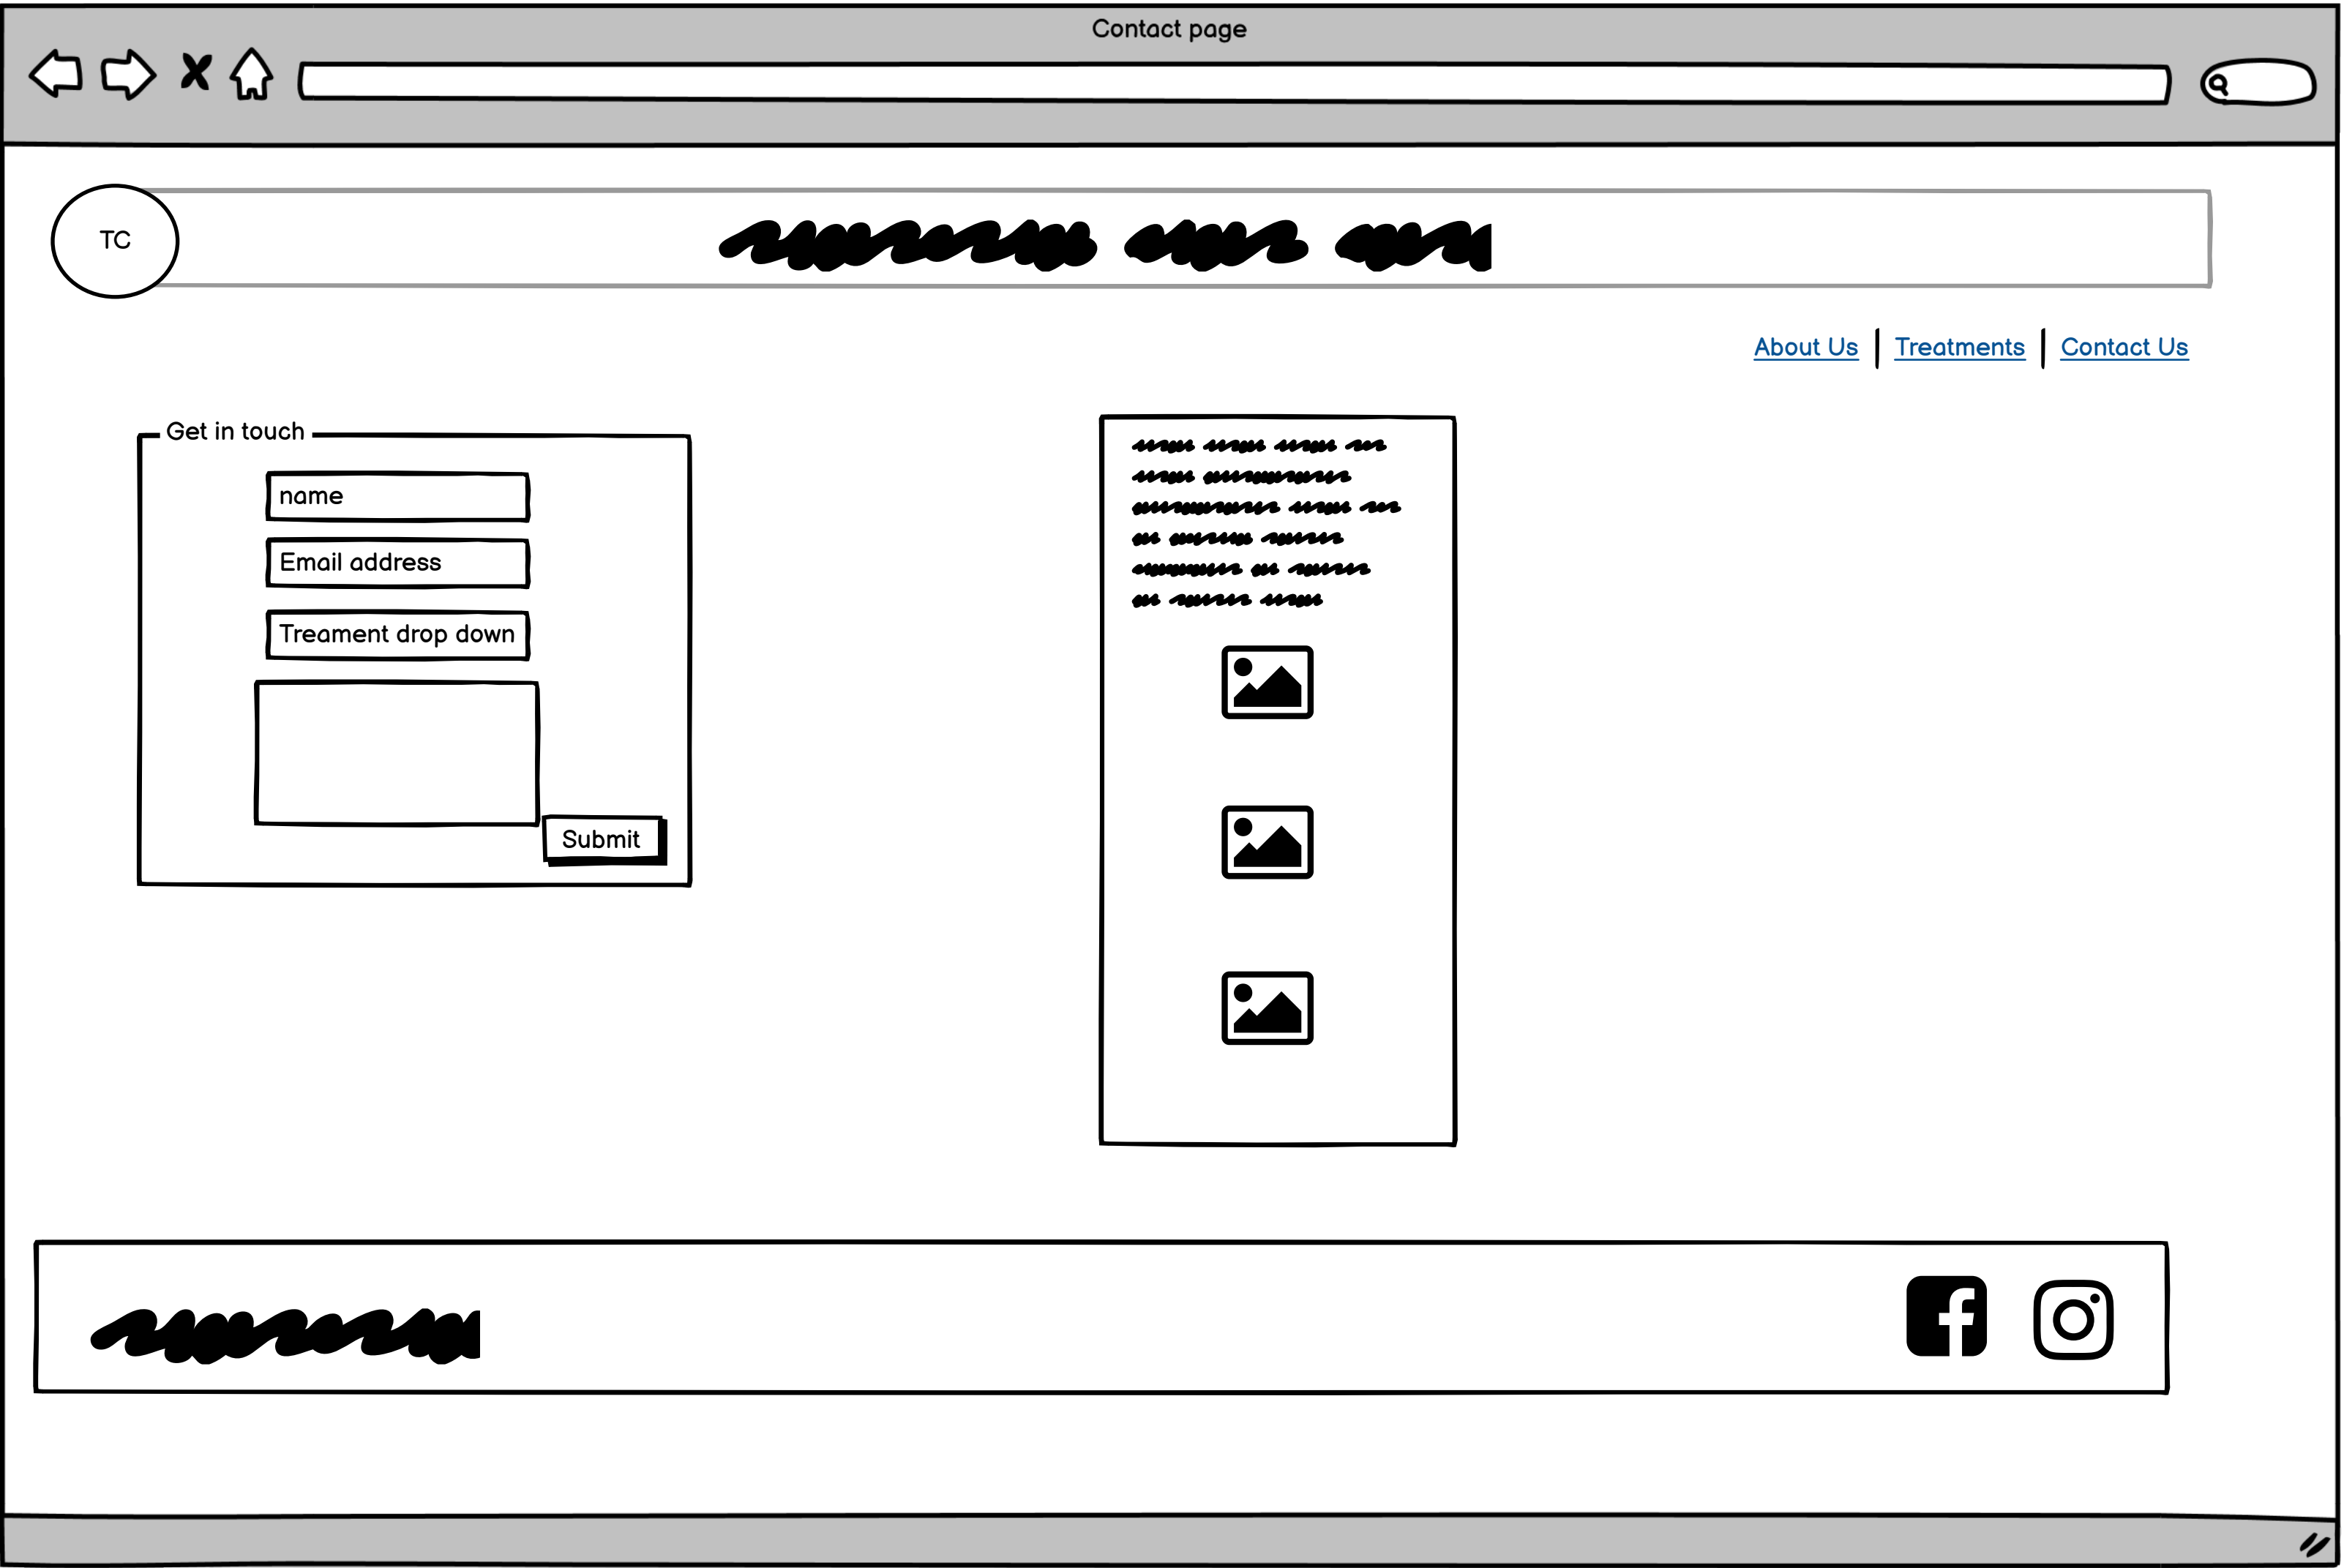 Contact page
TC
About Us | Treatments | Contact Us
Get in touch
name
Email address
Treament drop down
Submit